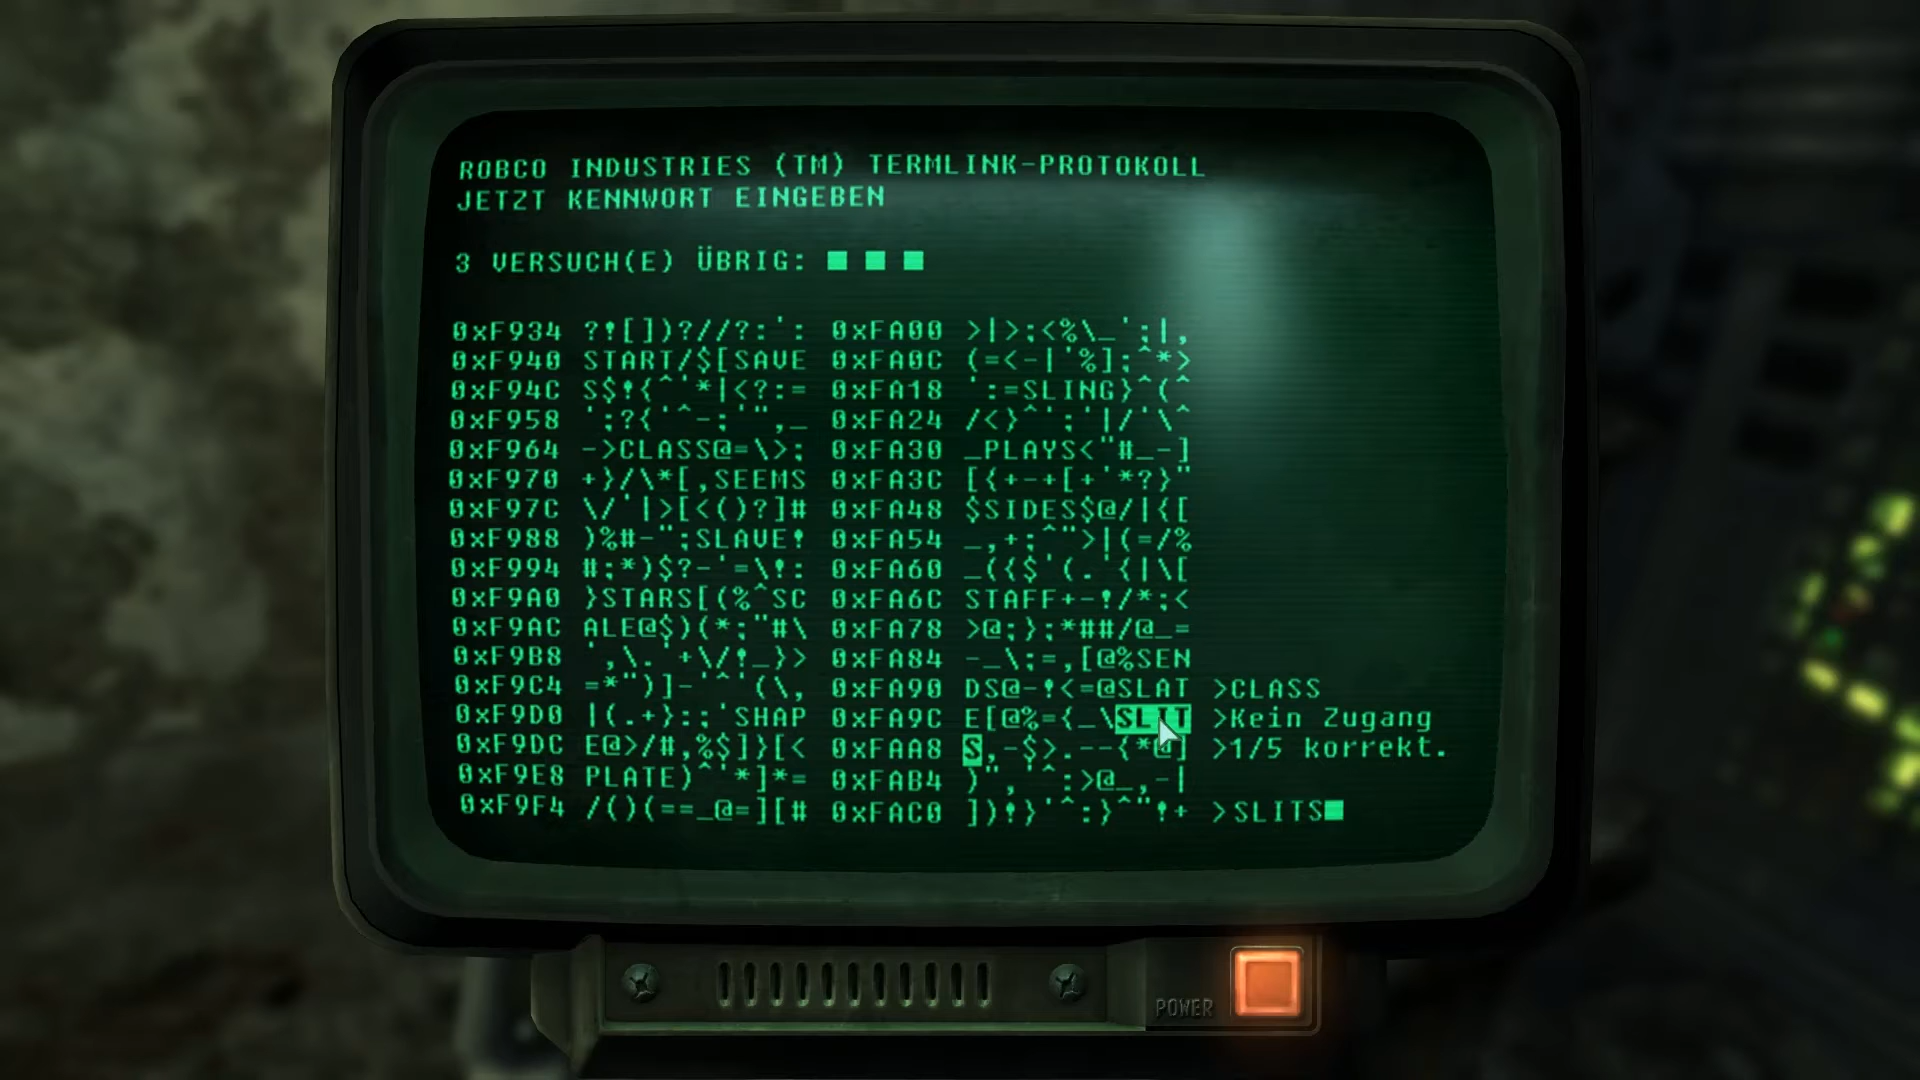 ROBCO INDUSTRIES (TM) TERMLINK-PROTOKOLL
JETZT KENNWORT EINGEBEN
3 VERSUCH(E) ÜBRIG: ■ ■ ■
0xF934 ?![])?//?:': 0xFA00 >|>;<%\_';|,
0xF940 START/$[SAVE 0xFA0C (=<-|'%];^*>
0xF94C S$!{^'*|<?:= 0xFA18 ':=SLING}^(^
0xF958 ';?{'^-;'",_ 0xFA24 /<}^';'|/'\^
0xF964 ->CLASS@=\>; 0xFA30 _PLAYS<"#_-]
0xF970 +}/\*[,SEEMS 0xFA3C [{+-+[+'*?}"
0xF97C \/'|>[<()?]# 0xFA48 $SIDES$@/|{[
0xF988 )%#-";SLAVE! 0xFA54 _,+;^">|(=/%
0xF994 #;*)$?-'=\!: 0xFA60 _({$'(.'{|\[
0xF9A0 }STARS[(%^SC 0xFA6C STAFF+-!/*;<
0xF9AC ALE@$)(*;"#\ 0xFA78 >@;};*##/@_=
0xF9B8 ',\.'+\/!_}> 0xFA84 -_\;=,[@%SEN
0xF9C4 =*")]-'^'(\, 0xFA90 DS@-!<=@SLAT >CLASS
0xF9D0 |(.+}:;'SHAP 0xFA9C E[@%={_\SLIT >Kein Zugang
0xF9DC E@>/#,%$]}[< 0xFAA8 S,-$>.--{*@] >1/5 korrekt.
0xF9E8 PLATE)^'*]*= 0xFAB4 )",'^:>@_,-|
0xF9F4 /()(==_@=][# 0xFAC0 ])!}'^:}^"!+ >SLITS■
POWER